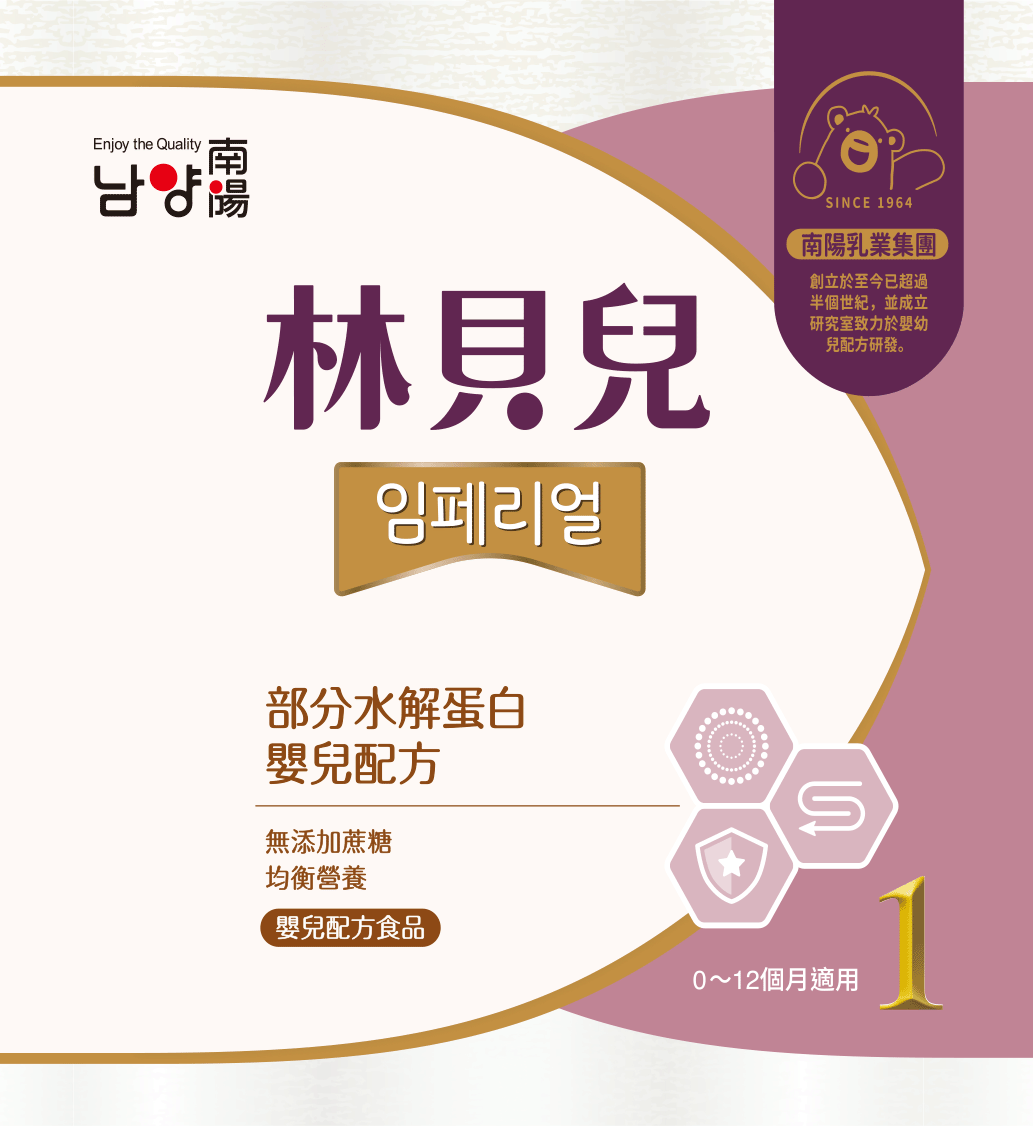 Enjoy the Quality
남양 南陽
SINCE 1964
南陽乳業集團
創立於至今已超過
半個世紀，並成立
研究室致力於嬰幼
兒配方研發。
林貝兒
임페리얼
部分水解蛋白
嬰兒配方
無添加蔗糖
均衡營養
嬰兒配方食品
0～12個月適用
1